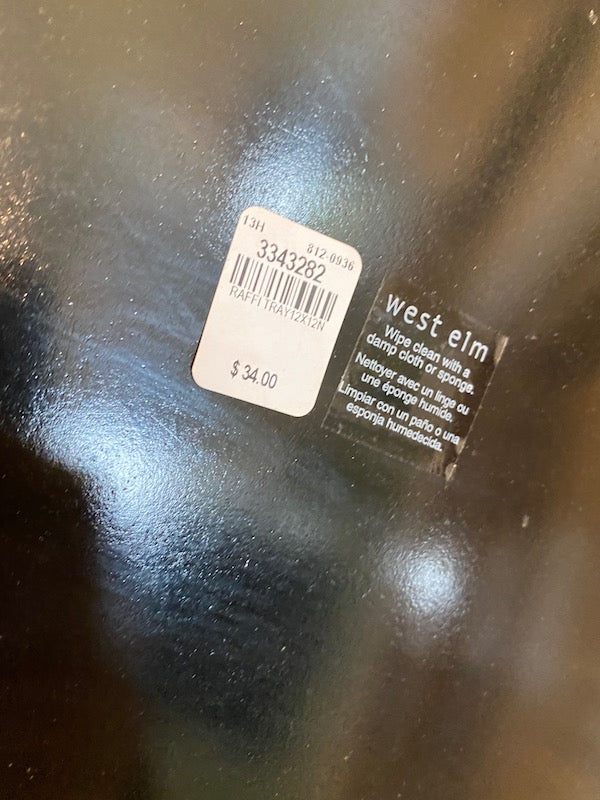 13H
812-0936
3343282
RAFFI TRAY12X12N
$ 34.00
west elm
Wipe clean with a
damp cloth or sponge.
Nettoyer avec un linge ou
une éponge humide.
Limpiar con un paño o una
esponja humedecida.